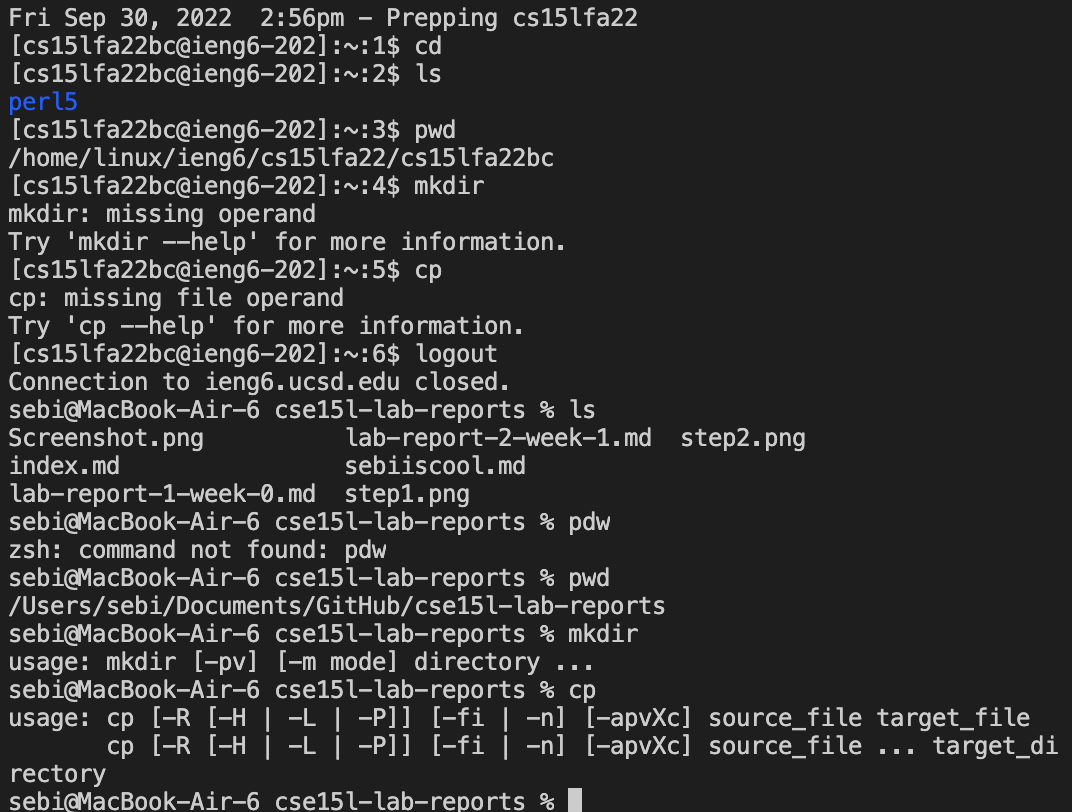 Fri Sep 30, 2022  2:56pm - Prepping cs15lfa22
[cs15lfa22bc@ieng6-202]:~:1$ cd
[cs15lfa22bc@ieng6-202]:~:2$ ls
perl5
[cs15lfa22bc@ieng6-202]:~:3$ pwd
/home/linux/ieng6/cs15lfa22/cs15lfa22bc
[cs15lfa22bc@ieng6-202]:~:4$ mkdir
mkdir: missing operand
Try 'mkdir --help' for more information.
[cs15lfa22bc@ieng6-202]:~:5$ cp
cp: missing file operand
Try 'cp --help' for more information.
[cs15lfa22bc@ieng6-202]:~:6$ logout
Connection to ieng6.ucsd.edu closed.
sebi@MacBook-Air-6 cse15l-lab-reports % ls
Screenshot.png          lab-report-2-week-1.md  step2.png
index.md                sebiiscool.md
lab-report-1-week-0.md  step1.png
sebi@MacBook-Air-6 cse15l-lab-reports % pdw
zsh: command not found: pdw
sebi@MacBook-Air-6 cse15l-lab-reports % pwd
/Users/sebi/Documents/GitHub/cse15l-lab-reports
sebi@MacBook-Air-6 cse15l-lab-reports % mkdir
usage: mkdir [-pv] [-m mode] directory ...
sebi@MacBook-Air-6 cse15l-lab-reports % cp
usage: cp [-R [-H | -L | -P]] [-fi | -n] [-apvXc] source_file target_file
       cp [-R [-H | -L | -P]] [-fi | -n] [-apvXc] source_file ... target_di
rectory
sebi@MacBook-Air-6 cse15l-lab-reports %